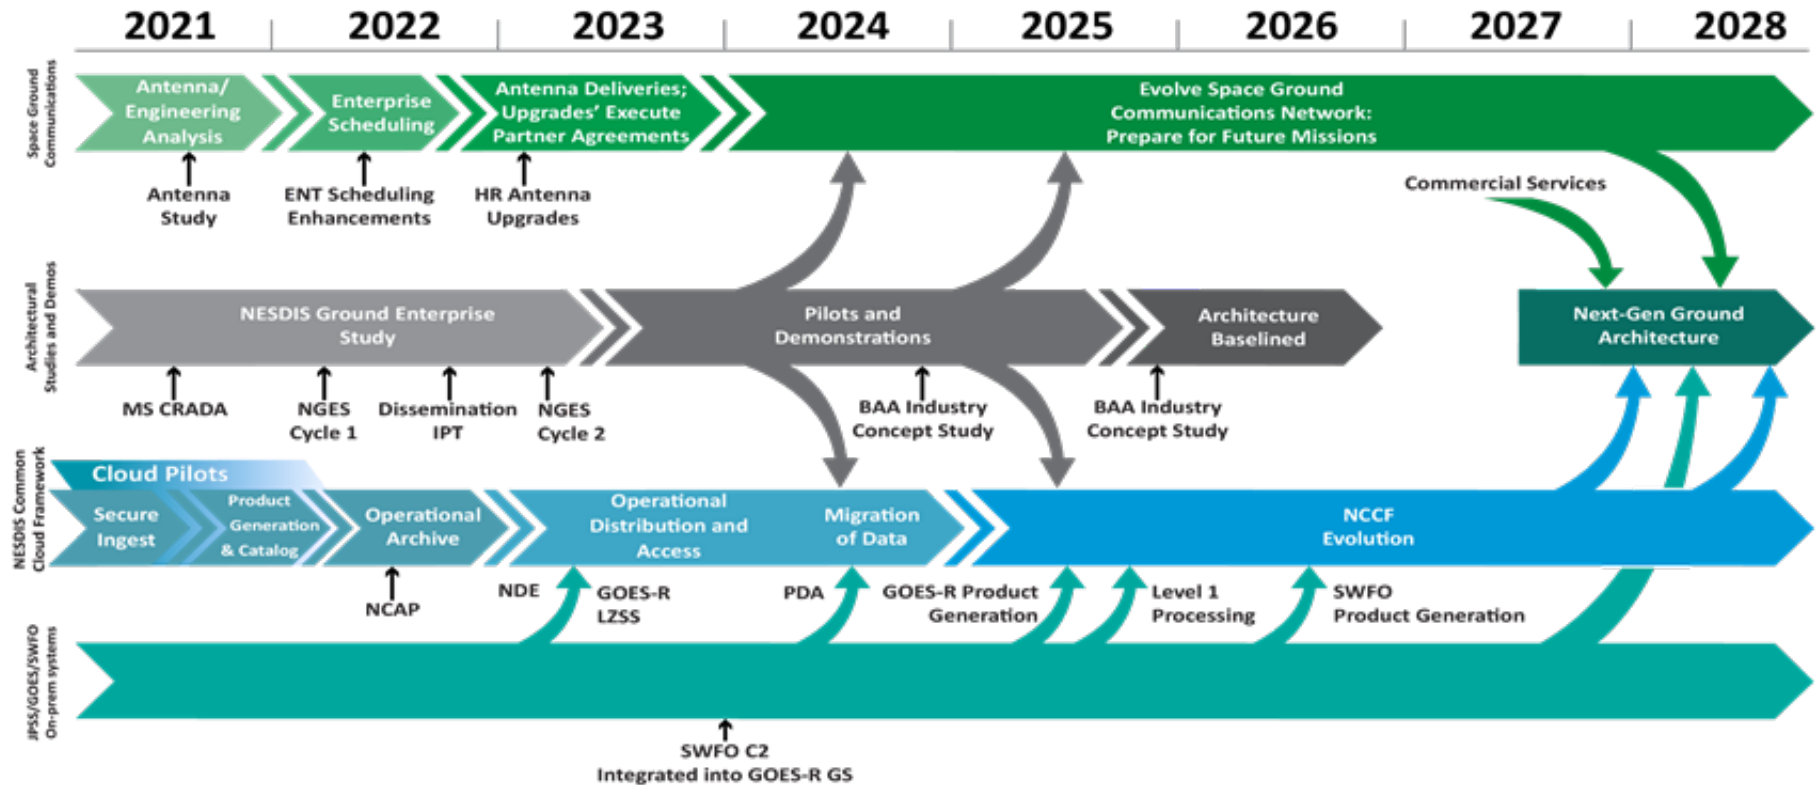 2021 2022 2023 2024 2025 2026 2027 2028
Space Ground
Communications
Antenna/
Engineering
Analysis
Enterprise
Scheduling
Antenna Deliveries;
Upgrades’ Execute
Partner Agreements
Evolve Space Ground
Communications Network:
Prepare for Future Missions
Antenna
Study
ENT Scheduling
Enhancements
HR Antenna
Upgrades
Commercial Services
Architectural
Studies and Demos
NESDIS Ground Enterprise
Study
Pilots and
Demonstrations
Architecture
Baselined
Next-Gen Ground
Architecture
MS CRADA
NGES
Cycle 1
Dissemination
IPT
NGES
Cycle 2
BAA Industry
Concept Study
BAA Industry
Concept Study
NESDIS Common
Cloud Framework
Cloud Pilots
Secure
Ingest
Product
Generation
& Catalog
Operational
Archive
Operational
Distribution and
Access
Migration
of Data
NCCF
Evolution
NCAP
NDE
GOES-R
LZSS
PDA
GOES-R Product
Generation
Level 1
Processing
SWFO
Product Generation
JPSS/GOES/SWFO
On-prem systems
SWFO C2
Integrated into GOES-R GS